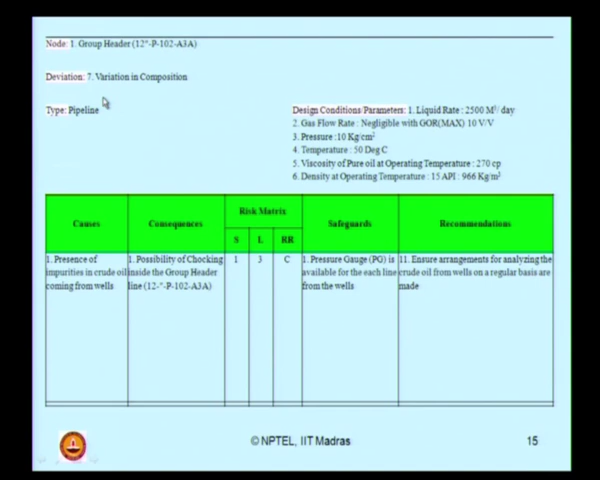 Node: 1. Group Header (12"-P-102-A3A)
Deviation: 7. Variation in Composition
Type: Pipeline
Design Conditions/Parameters: 1. Liquid Rate : 2500 M³/ day
2. Gas Flow Rate : Negligible with GOR(MAX) 10 V/V
3. Pressure :10 Kg/cm²
4. Temperature : 50 Deg C
5. Viscosity of Pure oil at Operating Temperature : 270 cp
6. Density at Operating Temperature : 15 API : 966 Kg/m³
Causes
Consequences
Risk Matrix
S
L
RR
Safeguards
Recommendations
1. Presence of
impurities in crude oil
coming from wells
1. Possibility of Chocking
inside the Group Header
line (12-"-P-102-A3A)
1
3
C
1. Pressure Gauge (PG) is
available for the each line
from the wells
11. Ensure arrangements for analyzing the
crude oil from wells on a regular basis are
made
© NPTEL, IIT Madras
15